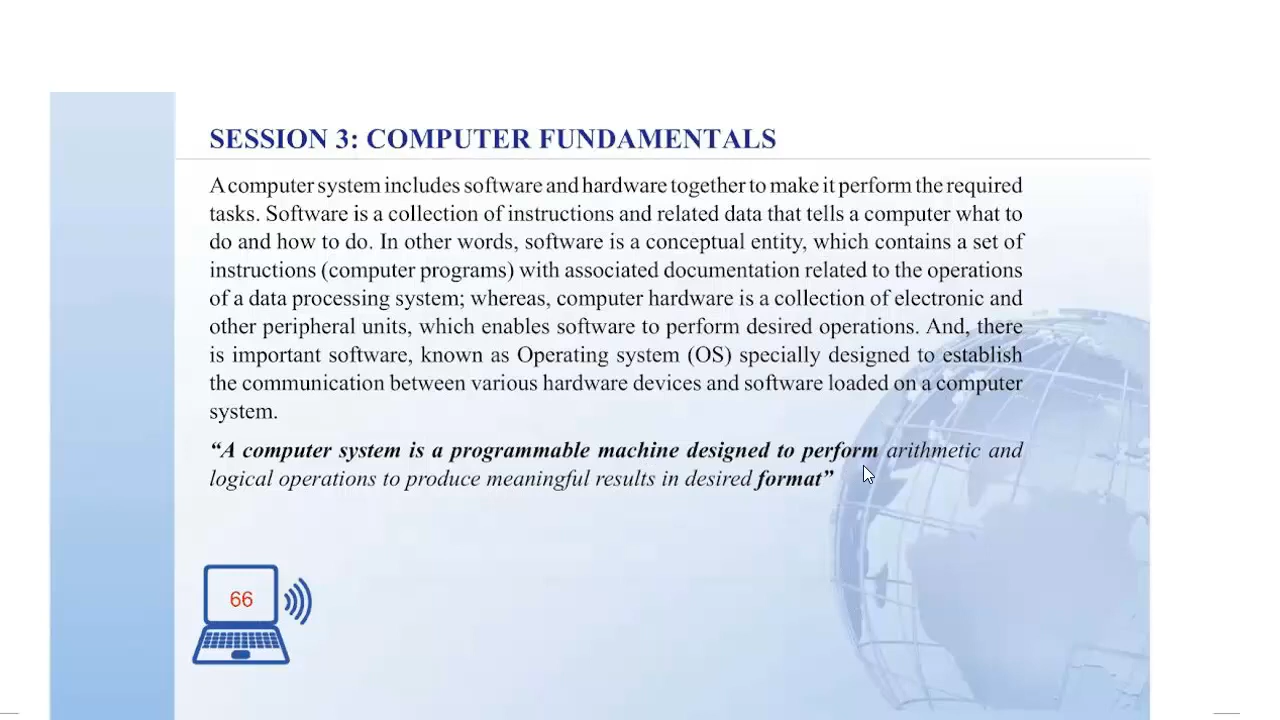 SESSION 3: COMPUTER FUNDAMENTALS
A computer system includes software and hardware together to make it perform the required
tasks. Software is a collection of instructions and related data that tells a computer what to
do and how to do. In other words, software is a conceptual entity, which contains a set of
instructions (computer programs) with associated documentation related to the operations
of a data processing system; whereas, computer hardware is a collection of electronic and
other peripheral units, which enables software to perform desired operations. And, there
is important software, known as Operating system (OS) specially designed to establish
the communication between various hardware devices and software loaded on a computer
system.
“A computer system is a programmable machine designed to perform arithmetic and
logical operations to produce meaningful results in desired format”
66